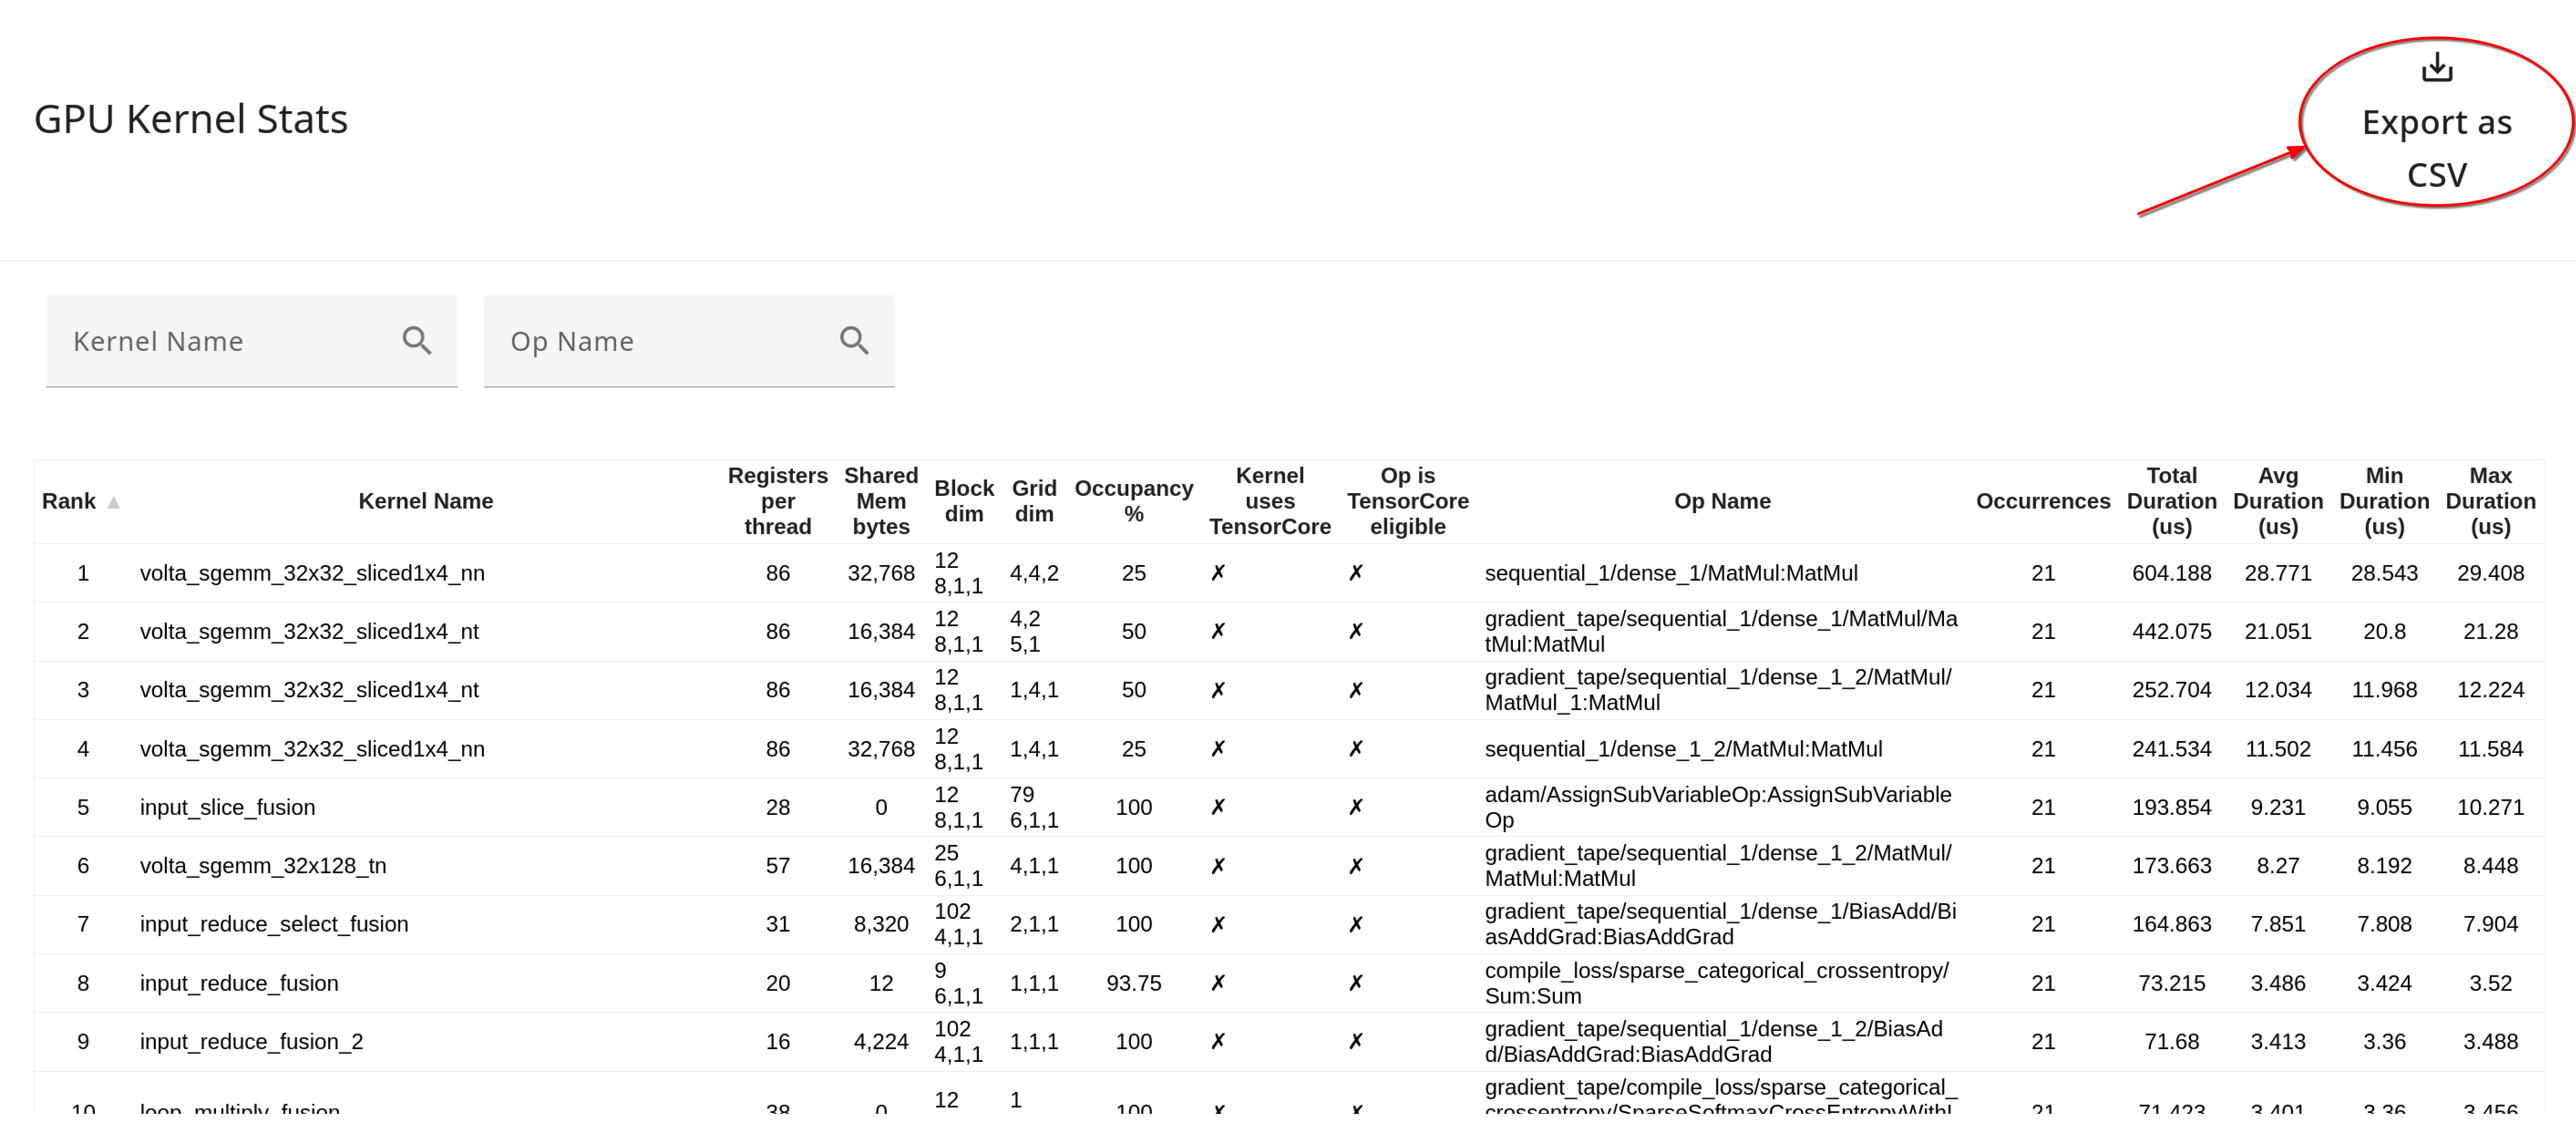 GPU Kernel Stats
Export as
CSV
Kernel Name
Op Name
Rank ▲ Kernel Name Registers per thread Shared Mem bytes Block dim Grid dim Occupancy % Kernel uses TensorCore Op is TensorCore eligible Op Name Occurrences Total Duration (us) Avg Duration (us) Min Duration (us) Max Duration (us)
1 volta_sgemm_32x32_sliced1x4_nn 86 32,768 128,1,1 4,4,2 25 ✗ ✗ sequential_1/dense_1/MatMul:MatMul 21 604.188 28.771 28.543 29.408
2 volta_sgemm_32x32_sliced1x4_nt 86 16,384 128,1,1 4,25,1 50 ✗ ✗ gradient_tape/sequential_1/dense_1/MatMul/MatMul:MatMul 21 442.075 21.051 20.8 21.28
3 volta_sgemm_32x32_sliced1x4_nt 86 16,384 128,1,1 1,4,1 50 ✗ ✗ gradient_tape/sequential_1/dense_1_2/MatMul/MatMul_1:MatMul 21 252.704 12.034 11.968 12.224
4 volta_sgemm_32x32_sliced1x4_nn 86 32,768 128,1,1 1,4,1 25 ✗ ✗ sequential_1/dense_1_2/MatMul:MatMul 21 241.534 11.502 11.456 11.584
5 input_slice_fusion 28 0 128,1,1 796,1,1 100 ✗ ✗ adam/AssignSubVariableOp:AssignSubVariableOp 21 193.854 9.231 9.055 10.271
6 volta_sgemm_32x128_tn 57 16,384 256,1,1 4,1,1 100 ✗ ✗ gradient_tape/sequential_1/dense_1_2/MatMul/MatMul:MatMul 21 173.663 8.27 8.192 8.448
7 input_reduce_select_fusion 31 8,320 1024,1,1 2,1,1 100 ✗ ✗ gradient_tape/sequential_1/dense_1/BiasAdd/BiasAddGrad:BiasAddGrad 21 164.863 7.851 7.808 7.904
8 input_reduce_fusion 20 12 96,1,1 1,1,1 93.75 ✗ ✗ compile_loss/sparse_categorical_crossentropy/Sum:Sum 21 73.215 3.486 3.424 3.52
9 input_reduce_fusion_2 16 4,224 1024,1,1 1,1,1 100 ✗ ✗ gradient_tape/sequential_1/dense_1_2/BiasAdd/BiasAddGrad:BiasAddGrad 21 71.68 3.413 3.36 3.488
10 loop_multiply_fusion 38 0 12 1 100 ✗ ✗ gradient_tape/compile_loss/sparse_categorical_crossentropy/SparseSoftmaxCrossEntropyWithL 21 71.423 3.401 3.36 3.456